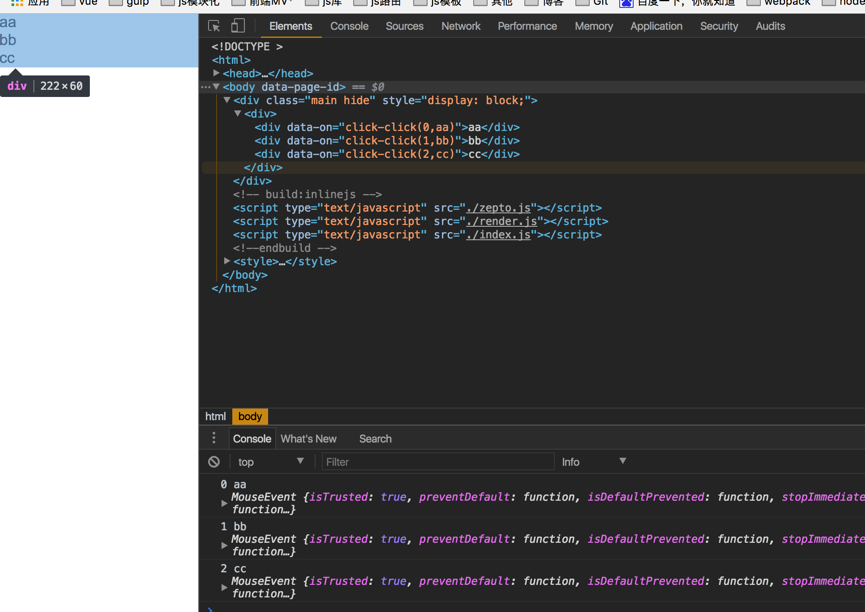 应用 vue gulp js模块化 前端MV* js库 js路由 js模板 其他 博客 Git 百度一下，你就知道 webpack node
aa
bb
cc
div 222×60
Elements Console Sources Network Performance Memory Application Security Audits
<!DOCTYPE >
<html>
<head>…</head>
<body data-page-id> == $0
<div class="main hide" style="display: block;">
<div>
<div data-on="click-click(0,aa)">aa</div>
<div data-on="click-click(1,bb)">bb</div>
<div data-on="click-click(2,cc)">cc</div>
</div>
</div>
<!-- build:inlinejs -->
<script type="text/javascript" src="./zepto.js"></script>
<script type="text/javascript" src="./render.js"></script>
<script type="text/javascript" src="./index.js"></script>
<!--endbuild -->
<style>…</style>
</body>
</html>
html body
Console What's New Search
top Filter Info
0 aa
MouseEvent {isTrusted: true, preventDefault: function, isDefaultPrevented: function, stopImmediate
function…}
1 bb
MouseEvent {isTrusted: true, preventDefault: function, isDefaultPrevented: function, stopImmediate
function…}
2 cc
MouseEvent {isTrusted: true, preventDefault: function, isDefaultPrevented: function, stopImmediate
function…}